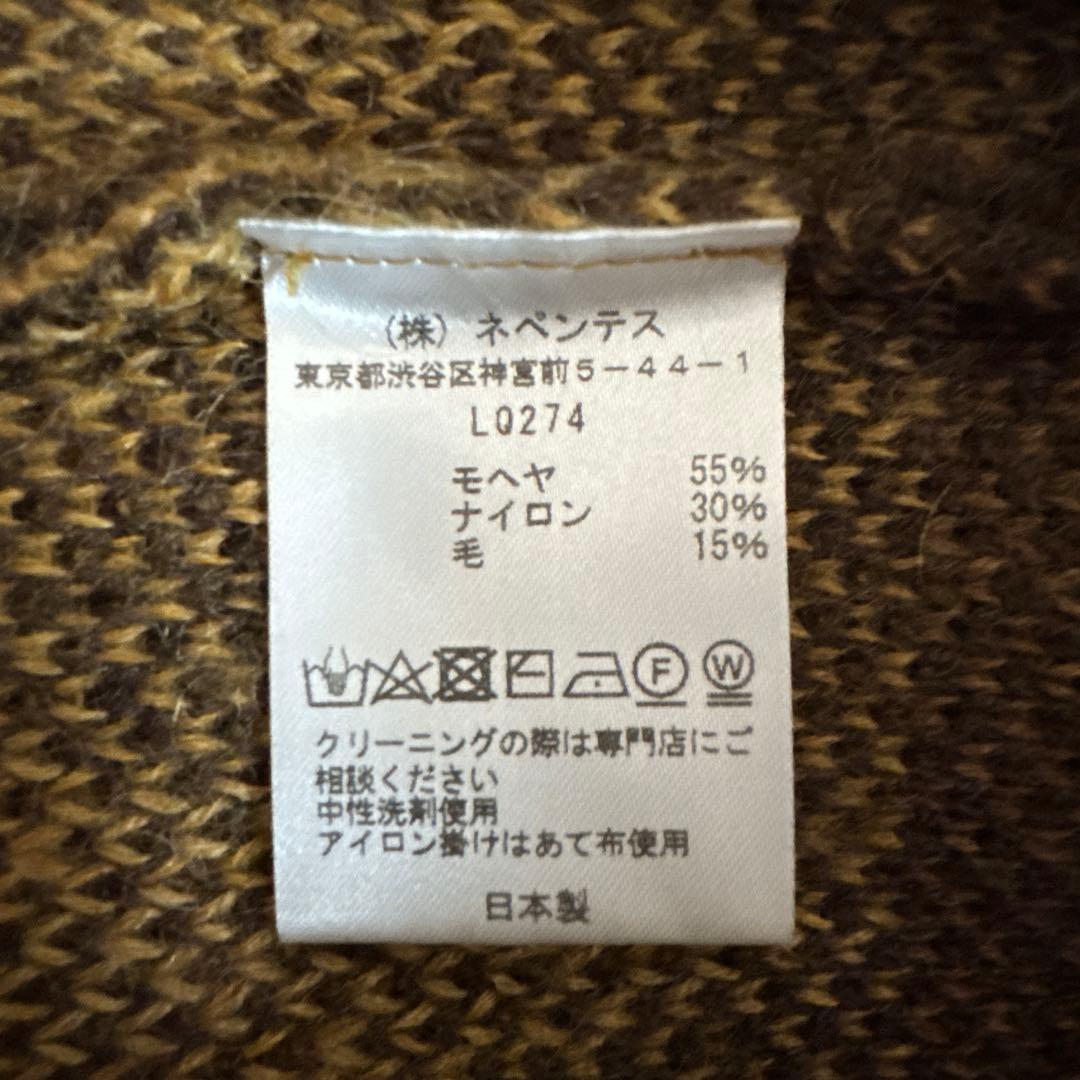 (株) ネペンテス
東京都渋谷区神宮前5-44-1
LQ274
モヘヤ 55%
ナイロン 30%
毛 15%
F W
クリーニングの際は専門店にご
相談ください
中性洗剤使用
アイロン掛けはあて布使用
日本製